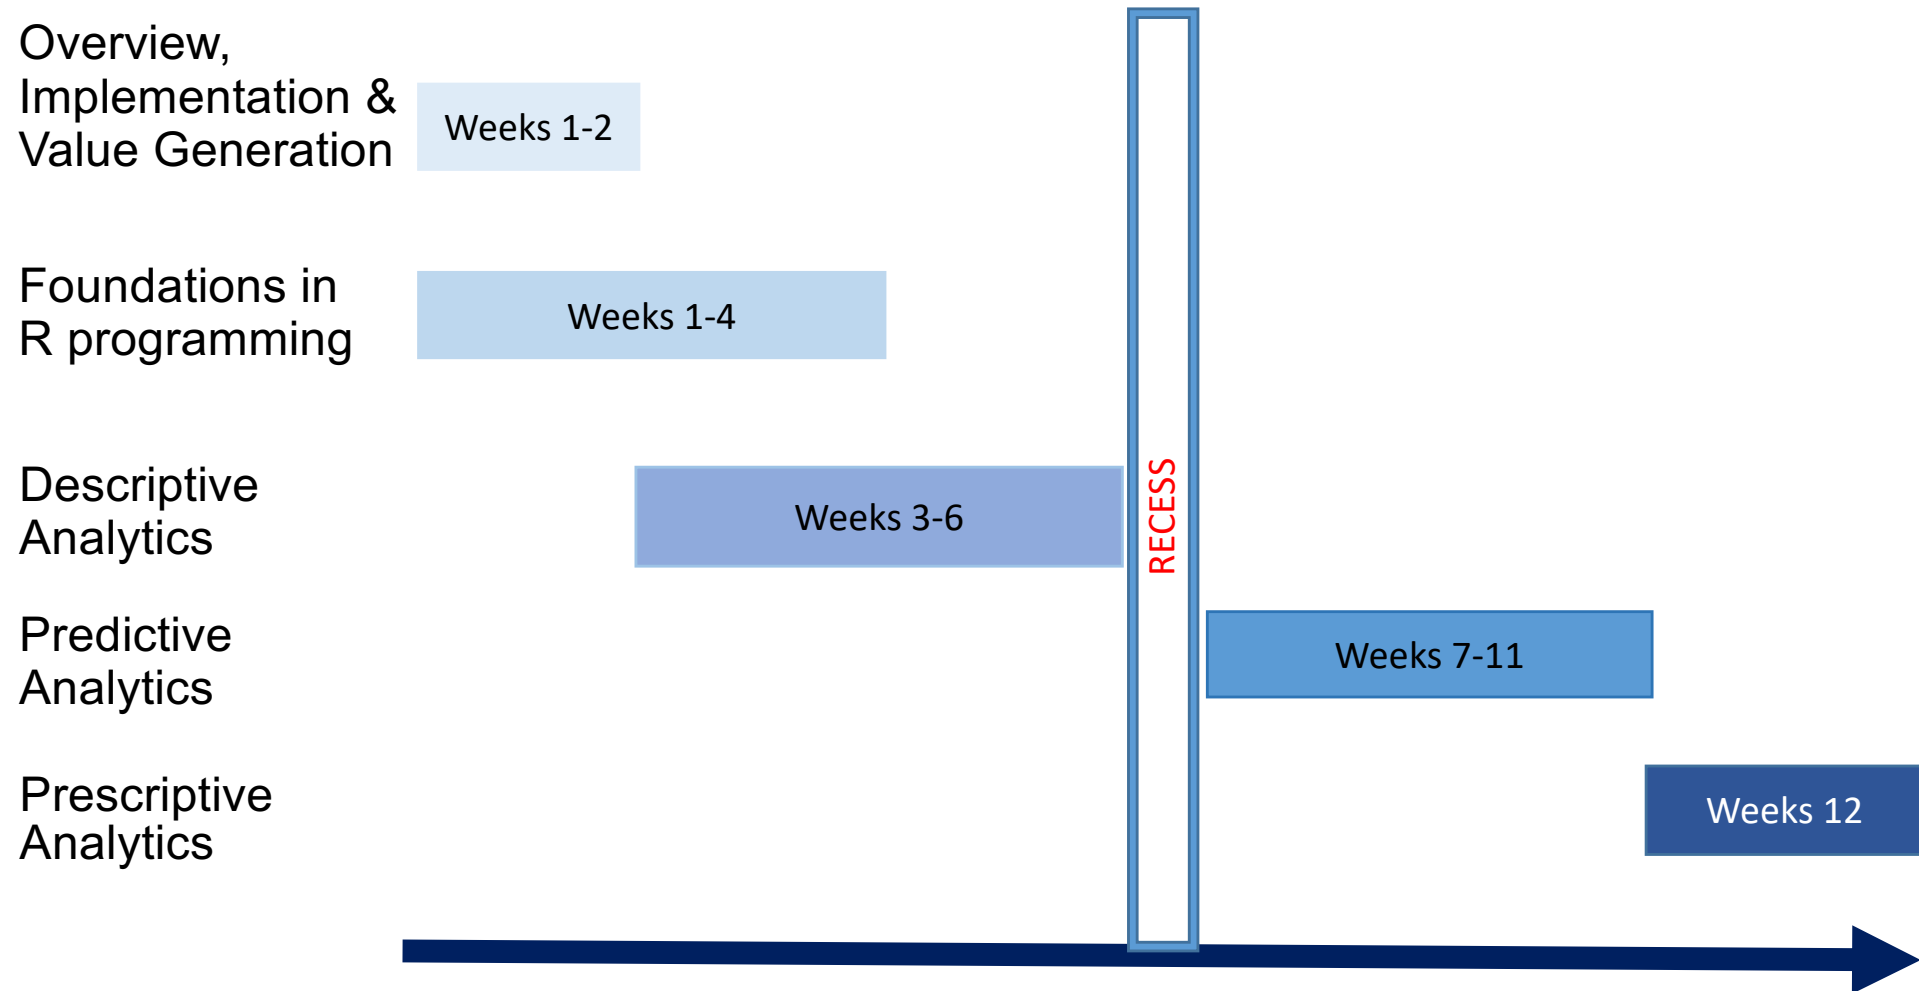 Overview,
Implementation &
Value Generation
Weeks 1-2
Foundations in
R programming
Weeks 1-4
Descriptive
Analytics
Weeks 3-6
RECESS
Predictive
Analytics
Weeks 7-11
Prescriptive
Analytics
Weeks 12